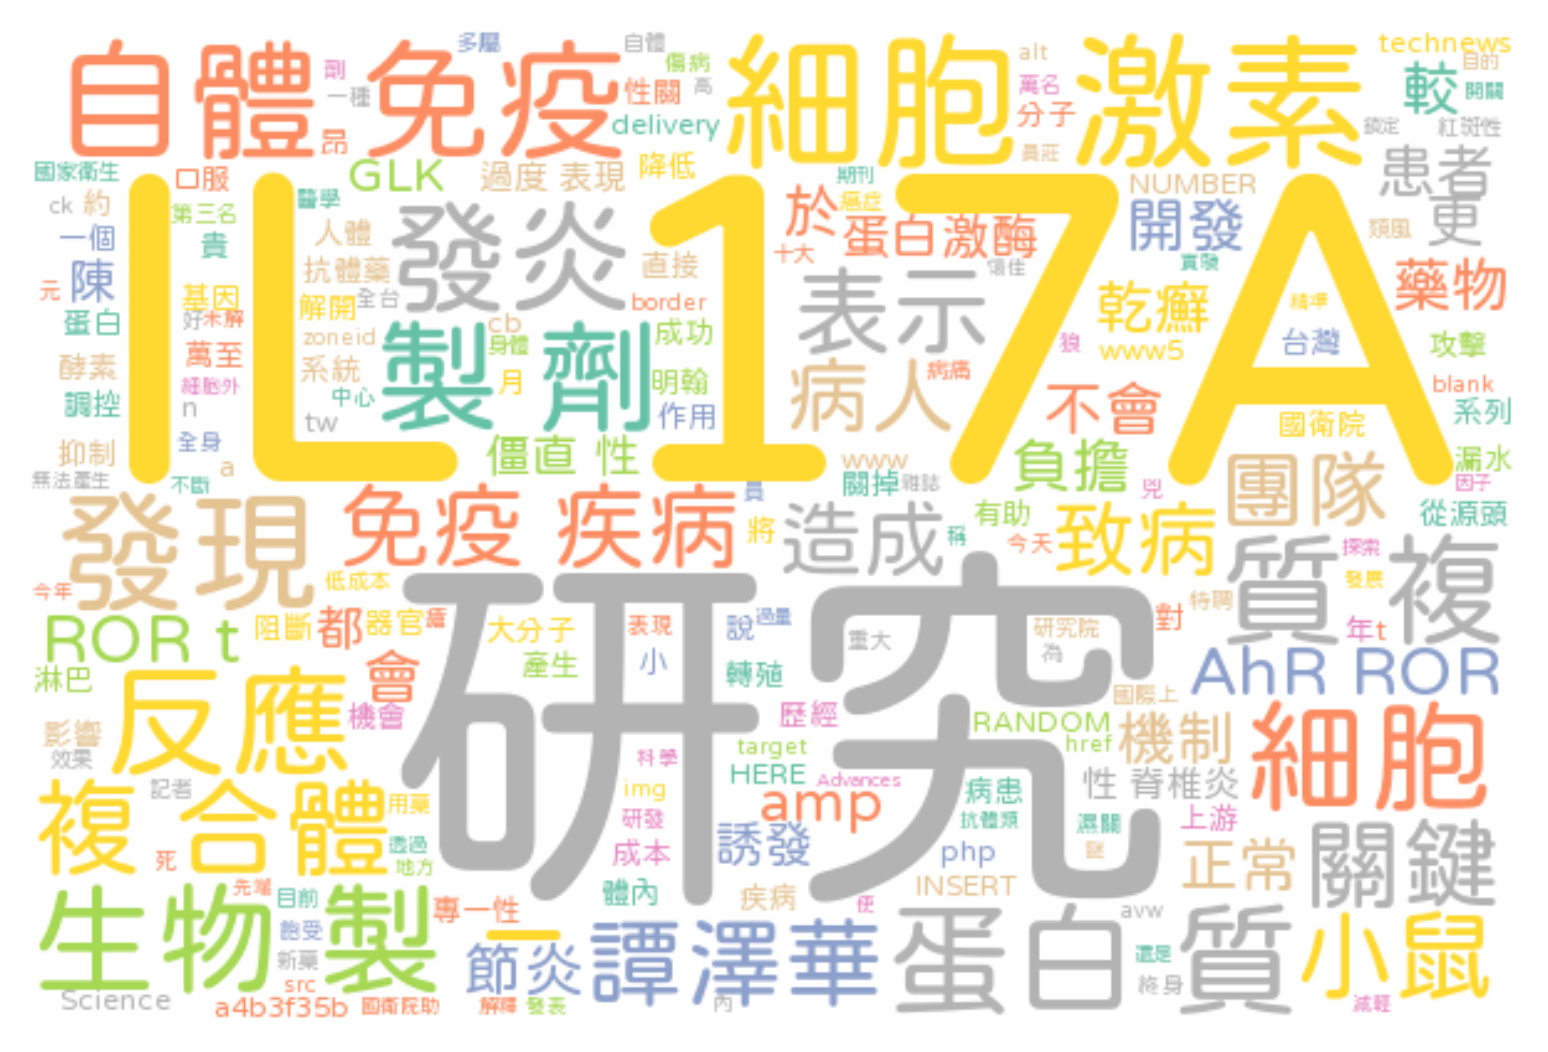 自體 免疫
細胞激素
多屬
自體
劑
一種
傷病
性關
高
昂
delivery
alt
萬名
分子
員莊
technews
目的
較
開關
鎖定
紅斑性
國家衛生
口服
GLK
過度 表現
降低
期刊
癌症
NUMBER
患者
ck
約
第三名
醫學
IL
17A
一個
貴
人體
發炎
於
蛋白激酶
開發
更
類風
陳
抗體藥
直接
十大
懷佳
實驗
元
基因
解開
全台
border
表示
乾癬
精準
藥物
蛋白
好
未解
zoneid
cb
身體
製 劑
成功
狼
www5
台灣
攻擊
酵素
萬至
系統
月
明翰
病人
病痛
blank
細胞外
調控
n
中心
tw
作用
不會
系列
國衛院
抑制
全身
a
僵直 性
www
負擔
漏水
無法產生
不斷
關掉
雜誌
兇
因子
團隊
員
發現
免疫 疾病
將
造成
稱
有助
今天
致病
從源頭
質 複
探索
發展
今年
低成本
研究
特聘
ROR t
阻斷
都
器官
瘡
大分子
表現
說
過量
重大
研究院
為
對
年
t
淋巴
會
產生
小
轉殖
AhR ROR
國際上
反應
機會
歷經
RANDOM
機制
細胞
影響
效果
科學
target
href
記者
HERE
Advances
性 脊椎炎
複合體
用藥
img
amp
病患
上游
研發
抗體類
濕關
關鍵
透過
地方
死
成本
誘發
php
謎
正常
先端
目前
體內
疾病
INSERT
生物製
專一性
便
avw
飽受
一
節炎
譚澤華
蛋白 質
還是
小鼠
新藥
src
終身
Science
a4b3f35b
國衛院助
解釋
發表
內
減輕